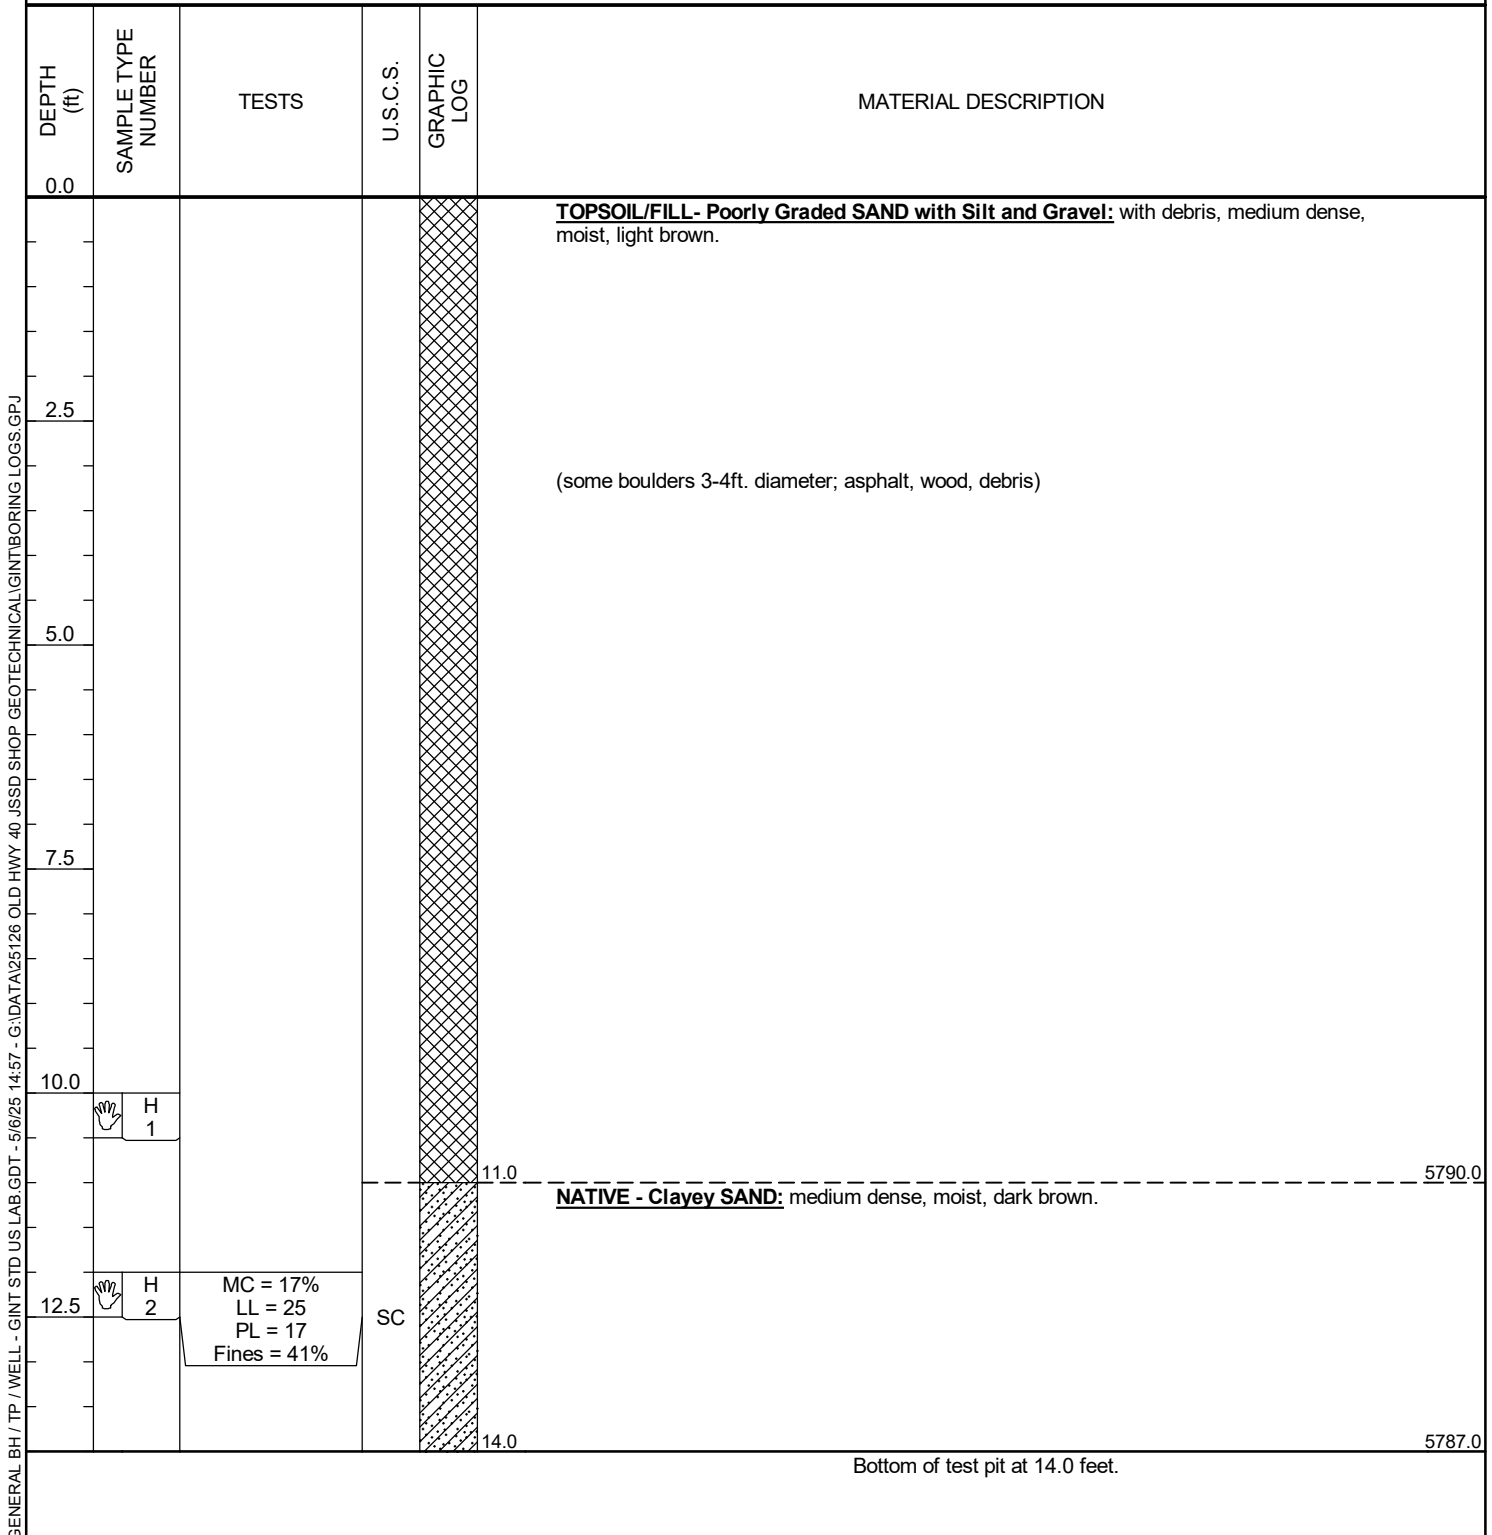 DEPTH
(ft)
SAMPLE TYPE
NUMBER
TESTS
U.S.C.S.
GRAPHIC
LOG
MATERIAL DESCRIPTION
0.0
TOPSOIL/FILL- Poorly Graded SAND with Silt and Gravel: with debris, medium dense,
moist, light brown.
2.5
(some boulders 3-4ft. diameter; asphalt, wood, debris)
5.0
7.5
10.0
H
1
11.0
5790.0
NATIVE - Clayey SAND: medium dense, moist, dark brown.
12.5
H
2
MC = 17%
LL = 25
PL = 17
Fines = 41%
SC
14.0
5787.0
Bottom of test pit at 14.0 feet.
GENERAL BH / TP / WELL - GINT STD US LAB.GDT - 5/6/25 14:57 - G:\DATA\25126 OLD HWY 40 JSSD SHOP GEOTECHNICAL\GINT\BORING LOGS.GPJ